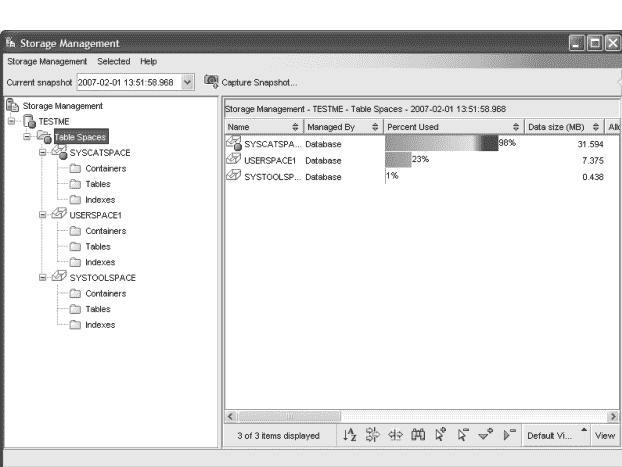 Storage Management
Storage Management Selected Help
Current snapshot 2007-02-01 13:51:58.968 Capture Snapshot...
Storage Management
TESTME
Table Spaces
SYSCATSPACE
Containers
Tables
Indexes
USERSPACE1
Containers
Tables
Indexes
SYSTOOLSPACE
Containers
Tables
Indexes
Storage Management - TESTME - Table Spaces - 2007-02-01 13:51:58.968
Name Managed By Percent Used Data size (MB) Allo
SYSCATSPA... Database 98% 31.594
USERSPACE1 Database 23% 7.375
SYSTOOLSP... Database 1% 0.438
3 of 3 items displayed Default Vi... View